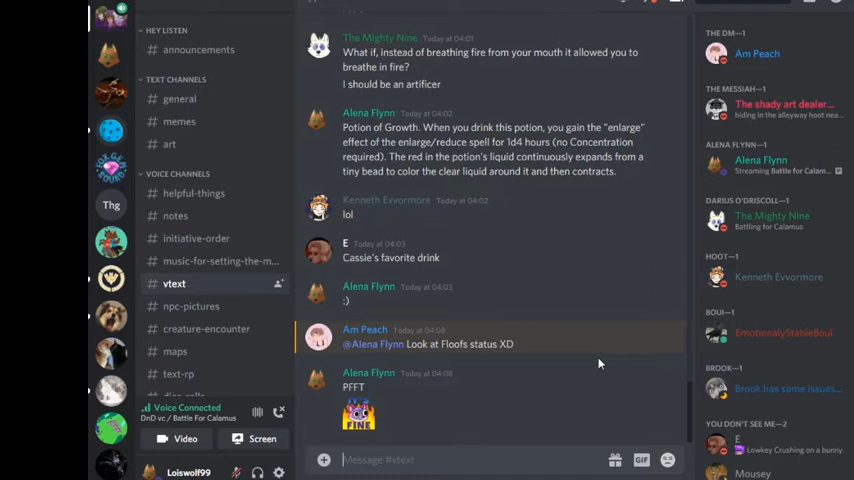 HEY LISTEN
# announcements
TEXT CHANNELS
# general
# memes
# art
VOICE CHANNELS
# helpful-things
# notes
# initiative-order
# music-for-setting-the-m...
# vtext
# npc-pictures
# creature-encounter
# maps
# text-rp
Thg
Voice Connected
DnD vc / Battle For Calamus
Video
Screen
Loiswolf99
The Mighty Nine Today at 04:01
What if, instead of breathing fire from your mouth it allowed you to
breathe in fire?
I should be an artificer
Alena Flynn Today at 04:02
Potion of Growth. When you drink this potion, you gain the "enlarge"
effect of the enlarge/reduce spell for 1d4 hours (no Concentration
required). The red in the potion's liquid continuously expands from a
tiny bead to color the clear liquid around it and then contracts.
Kenneth Evvormore Today at 04:02
lol
E Today at 04:03
Cassie's favorite drink
Alena Flynn Today at 04:03
:)
Am Peach Today at 04:08
@Alena Flynn Look at Floofs status XD
Alena Flynn Today at 04:08
PFFT
IT'S
FINE
Message #vtext
GIF
THE DM—1
Am Peach
THE MESSIAH—1
The shady art dealer...
hiding in the alleyway hoot nea...
ALENA FLYNN—1
Alena Flynn
Streaming Battle for Calamus
DARIUS O'DRISCOLL—1
The Mighty Nine
Battling for Calamus
HOOT—1
Kenneth Evvormore
BOUI—1
EmotionalyStableBoui
BROOK—1
Brook has some issues...
YOU DON'T SEE ME—2
E
Lowkey Crushing on a bunny
Mousey